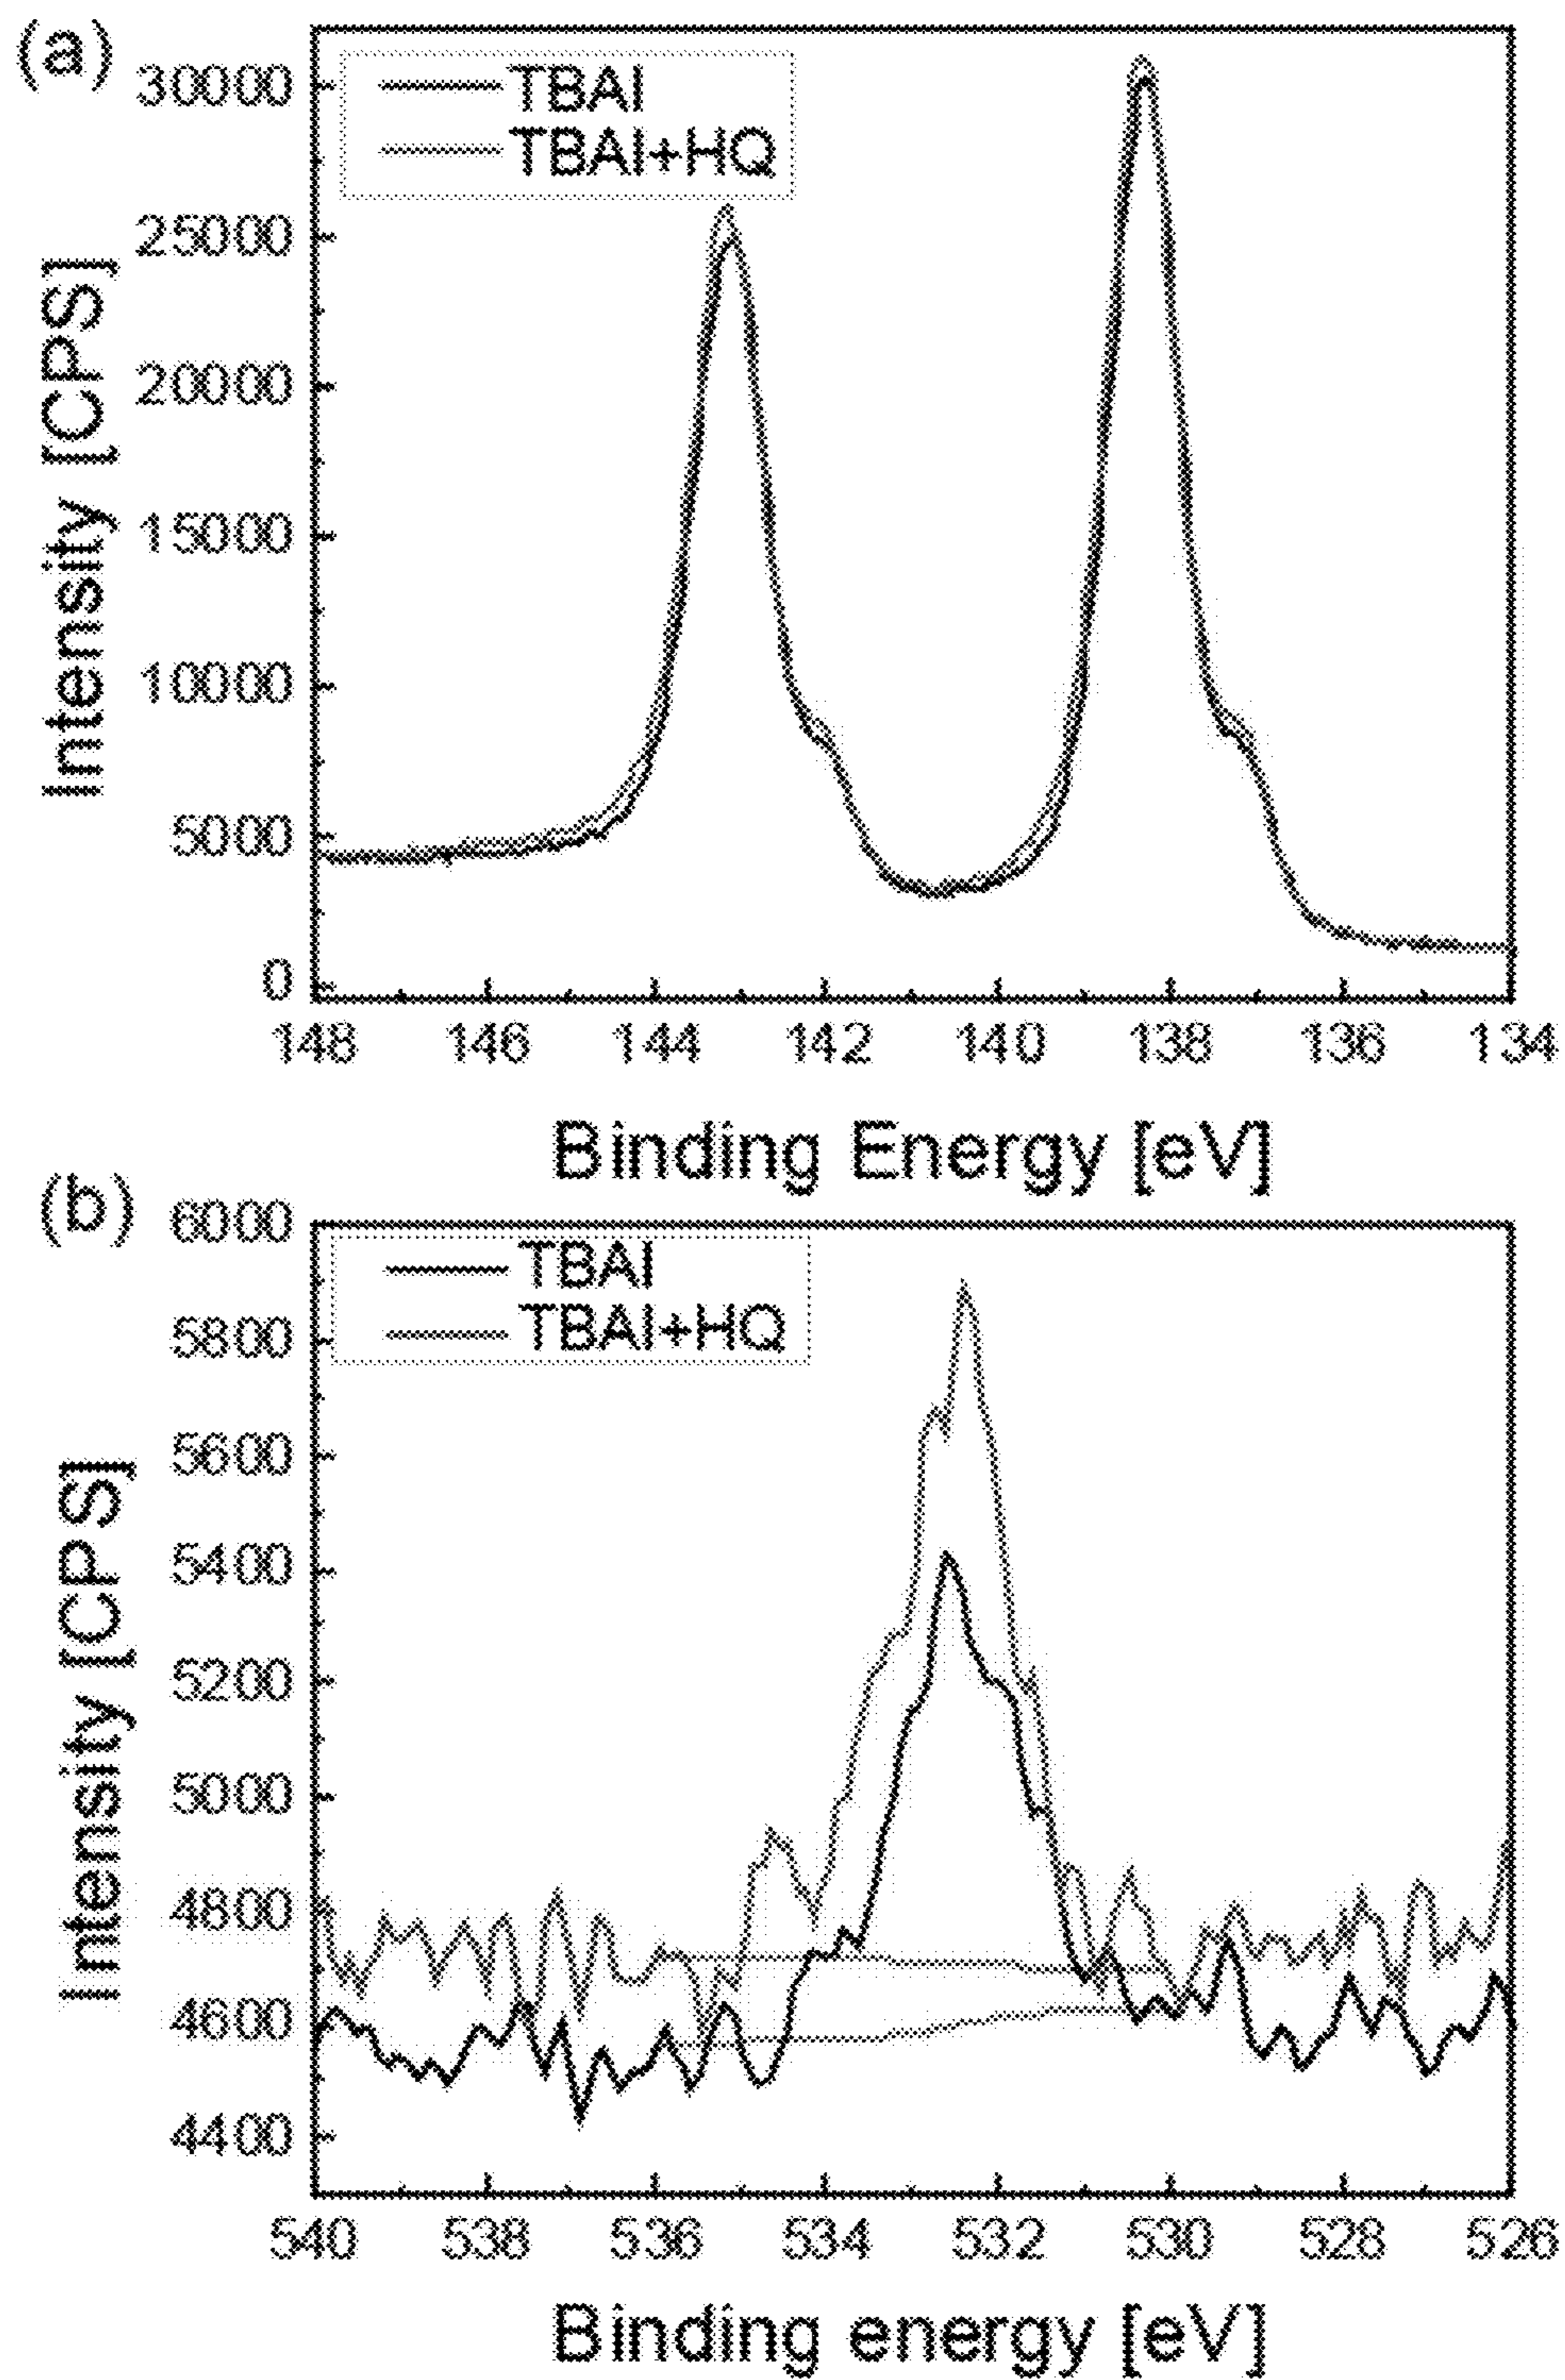 (a)
Intensity [CPS]
30000
25000
20000
15000
10000
5000
0
TBAI
TBAI+HQ
148 146 144 142 140 138 136 134
Binding Energy [eV]
(b)
Intensity [CPS]
6000
5800
5600
5400
5200
5000
4800
4600
4400
TBAI
TBAI+HQ
540 538 536 534 532 530 528 526
Binding energy [eV]